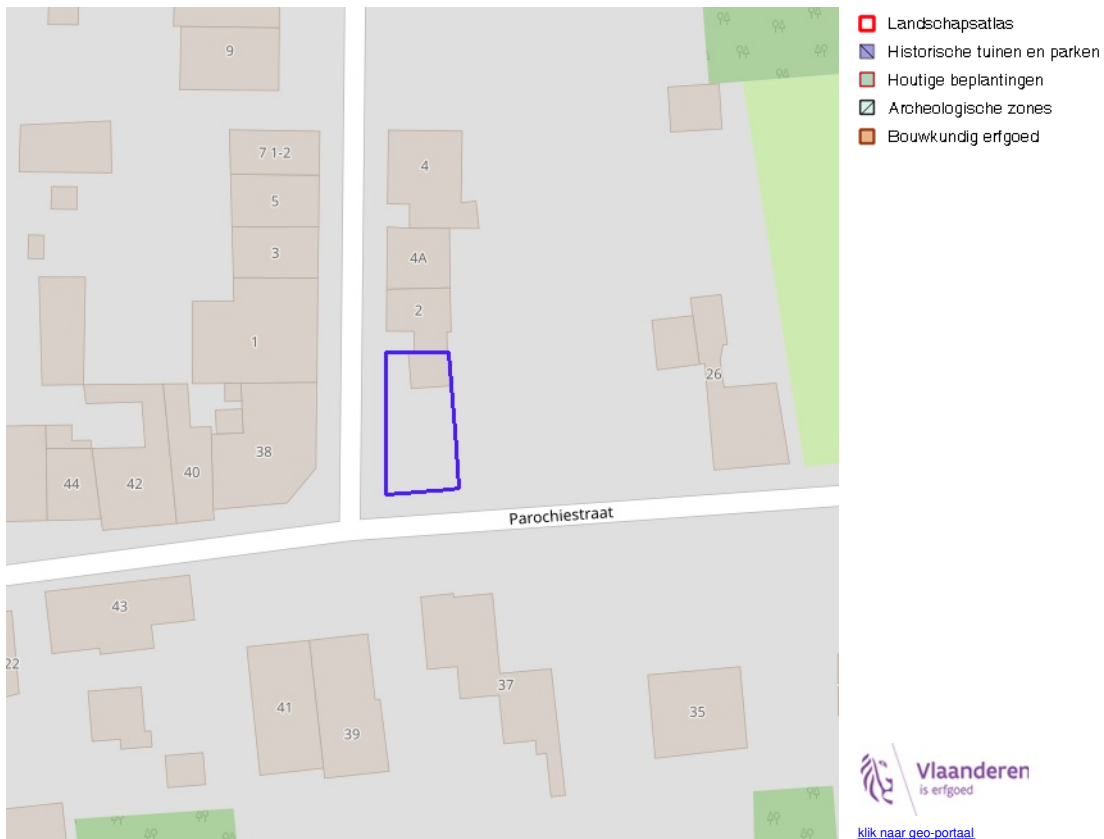 9
7 1-2
5
3
1
4
4A
2
26
38
40
42
44
Parochiestraat
43
22
41
39
37
35
Landschapsatlas
Historische tuinen en parken
Houtige beplantingen
Archeologische zones
Bouwkundig erfgoed
Vlaanderen
is erfgoed
klik naar geo-portaal